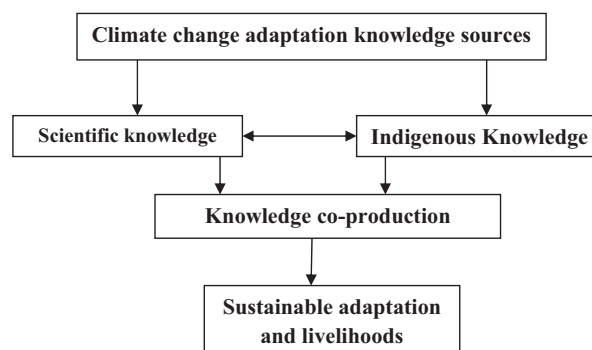 Climate change adaptation knowledge sources
Scientific knowledge
Indigenous Knowledge
Knowledge co-production
Sustainable adaptation
and livelihoods